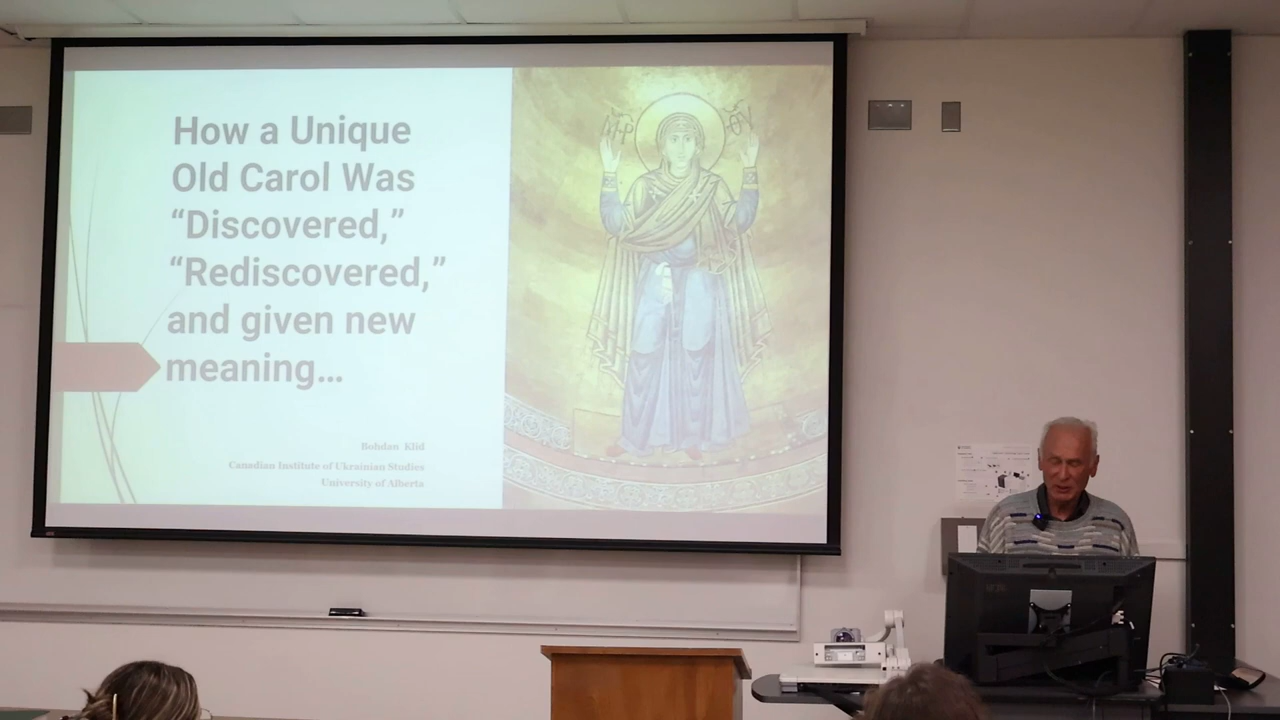 How a Unique
Old Carol Was
“Discovered,”
“Rediscovered,”
and given new
meaning...
Bohdan Klid
Canadian Institute of Ukrainian Studies
University of Alberta